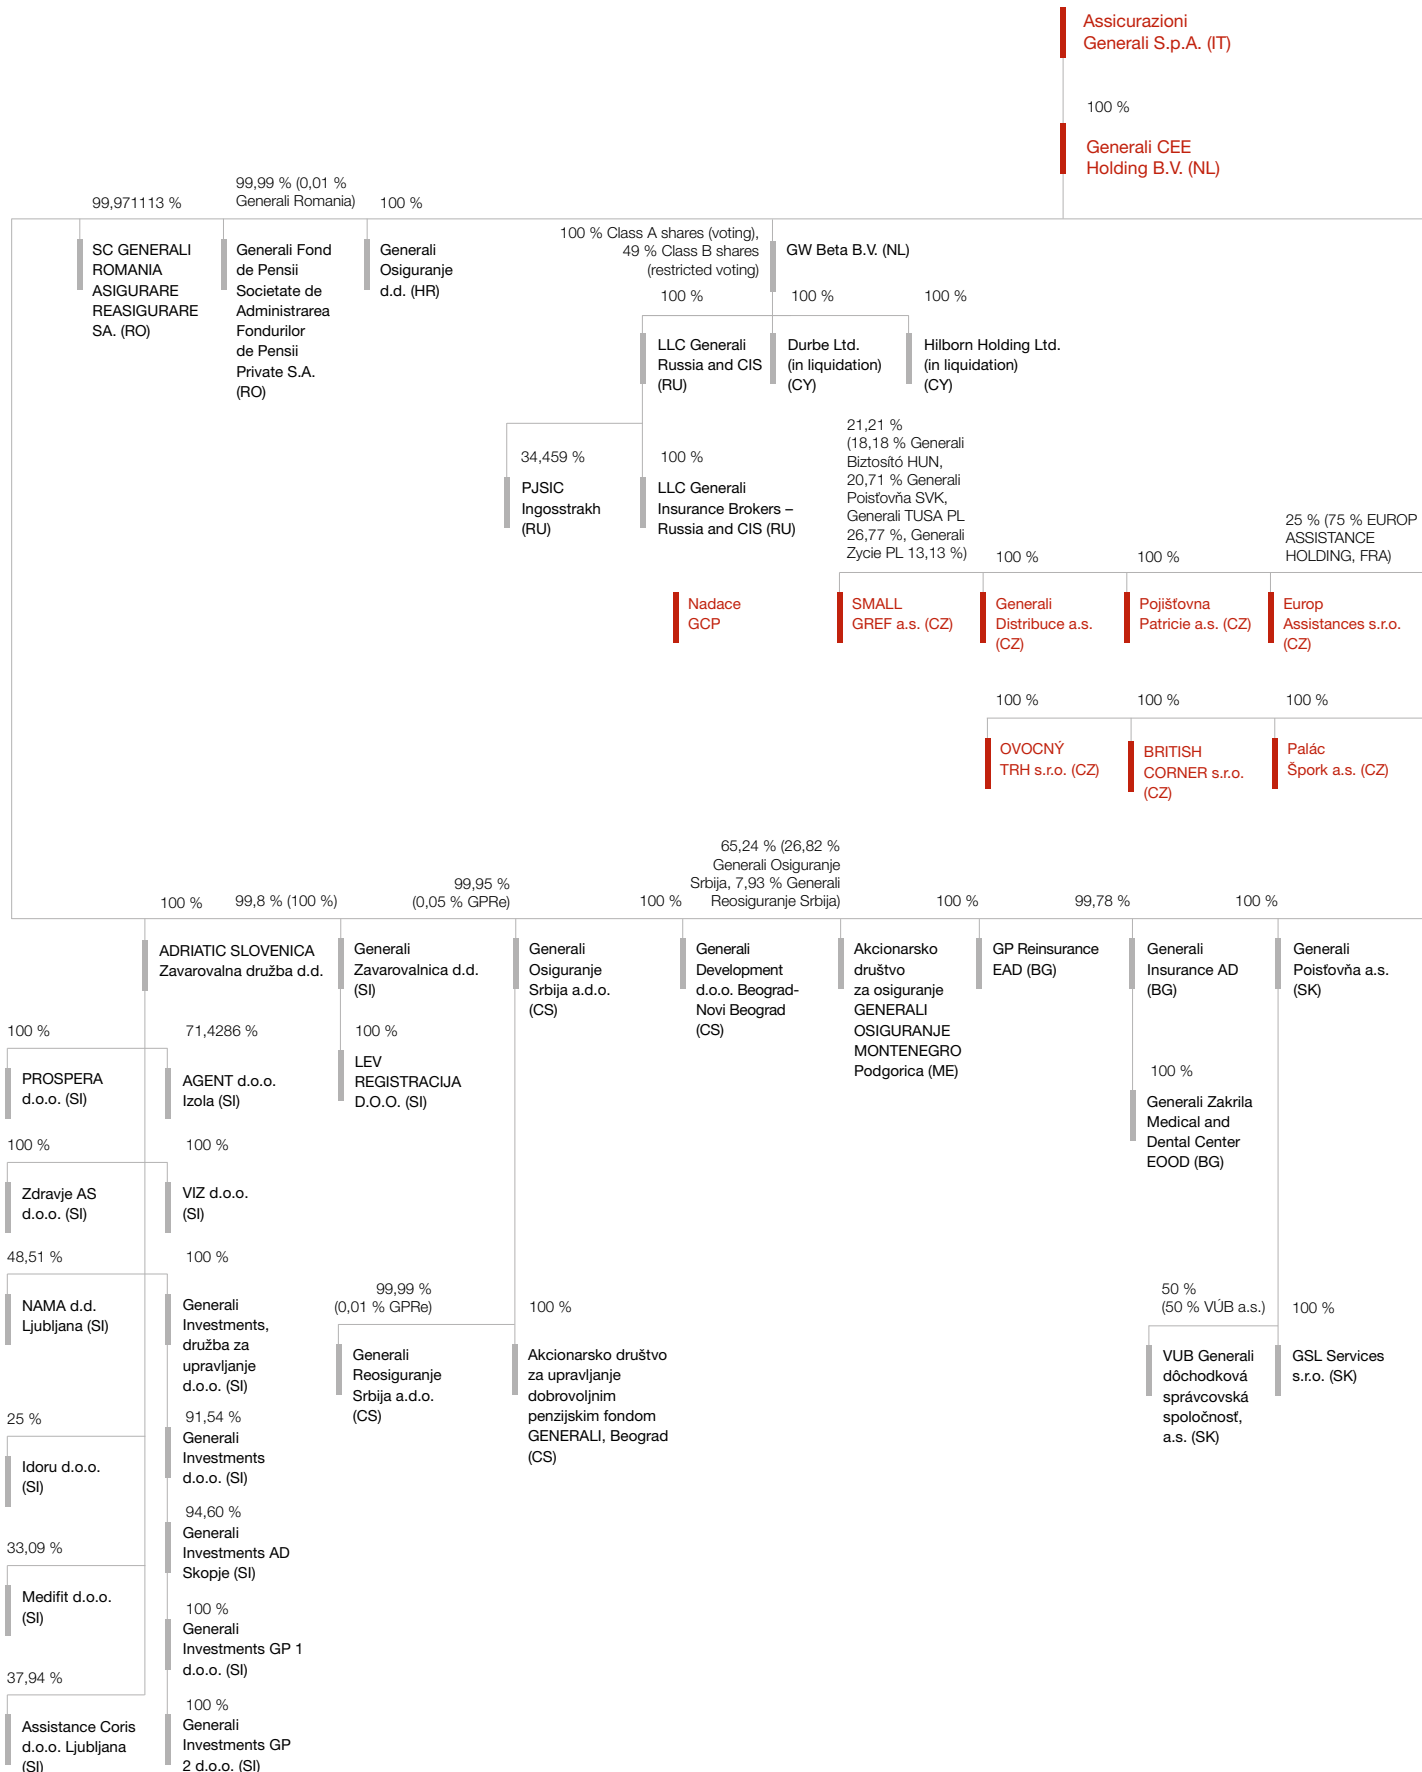 Assicurazioni
Generali S.p.A. (IT)
100 %
Generali CEE
Holding B.V. (NL)
99,971113 %
SC GENERALI
ROMANIA
ASIGURARE
REASIGURARE
SA. (RO)
99,99 % (0,01 %
Generali Romania)
Generali Fond
de Pensii
Societate de
Administrarea
Fondurilor
de Pensii
Private S.A.
(RO)
100 %
Generali
Osiguranje
d.d. (HR)
100 % Class A shares (voting),
49 % Class B shares
(restricted voting)
GW Beta B.V. (NL)
100 %
LLC Generali
Russia and CIS
(RU)
100 %
Durbe Ltd.
(in liquidation)
(CY)
100 %
Hilborn Holding Ltd.
(in liquidation)
(CY)
34,459 %
PJSIC
Ingosstrakh
(RU)
100 %
LLC Generali
Insurance Brokers –
Russia and CIS (RU)
Nadace
GCP
21,21 %
(18,18 % Generali
Biztosító HUN,
20,71 % Generali
Poisťovňa SVK,
Generali TUSA PL
26,77 %, Generali
Zycie PL 13,13 %)
SMALL
GREF a.s. (CZ)
100 %
Generali
Distribuce a.s.
(CZ)
100 %
Pojišťovna
Patricie a.s. (CZ)
25 % (75 % EUROP
ASSISTANCE
HOLDING, FRA)
Europ
Assistances s.r.o.
(CZ)
100 %
OVOCNÝ
TRH s.r.o. (CZ)
100 %
BRITISH
CORNER s.r.o.
(CZ)
100 %
Palác
Špork a.s. (CZ)
100 %
ADRIATIC SLOVENICA
Zavarovalna družba d.d.
99,8 % (100 %)
Generali
Zavarovalnica d.d.
(SI)
99,95 %
(0,05 % GPRe)
Generali
Osiguranje
Srbija a.d.o.
(CS)
100 %
Generali
Development
d.o.o. Beograd-
Novi Beograd
(CS)
65,24 % (26,82 %
Generali Osiguranje
Srbija, 7,93 % Generali
Reosiguranje Srbija)
Akcionarsko
društvo
za osiguranje
GENERALI
OSIGURANJE
MONTENEGRO
Podgorica (ME)
100 %
GP Reinsurance
EAD (BG)
99,78 %
Generali
Insurance AD
(BG)
100 %
Generali
Poisťovňa a.s.
(SK)
100 %
PROSPERA
d.o.o. (SI)
71,4286 %
AGENT d.o.o.
Izola (SI)
100 %
LEV
REGISTRACIJA
D.O.O. (SI)
100 %
Generali Zakrila
Medical and
Dental Center
EOOD (BG)
100 %
Zdravje AS
d.o.o. (SI)
100 %
VIZ d.o.o.
(SI)
48,51 %
NAMA d.d.
Ljubljana (SI)
100 %
Generali
Investments,
družba za
upravljanje
d.o.o. (SI)
99,99 %
(0,01 % GPRe)
Generali
Reosiguranje
Srbija a.d.o.
(CS)
100 %
Akcionarsko društvo
za upravljanje
dobrovoljnim
penzijskim fondom
GENERALI, Beograd
(CS)
50 %
(50 % VÚB a.s.)
VUB Generali
dôchodková
správcovská
spoločnosť,
a.s. (SK)
100 %
GSL Services
s.r.o. (SK)
25 %
Idoru d.o.o.
(SI)
91,54 %
Generali
Investments
d.o.o. (SI)
33,09 %
Medifit d.o.o.
(SI)
94,60 %
Generali
Investments AD
Skopje (SI)
100 %
Generali
Investments GP 1
d.o.o. (SI)
37,94 %
Assistance Coris
d.o.o. Ljubljana
(SI)
100 %
Generali
Investments GP
2 d.o.o. (SI)